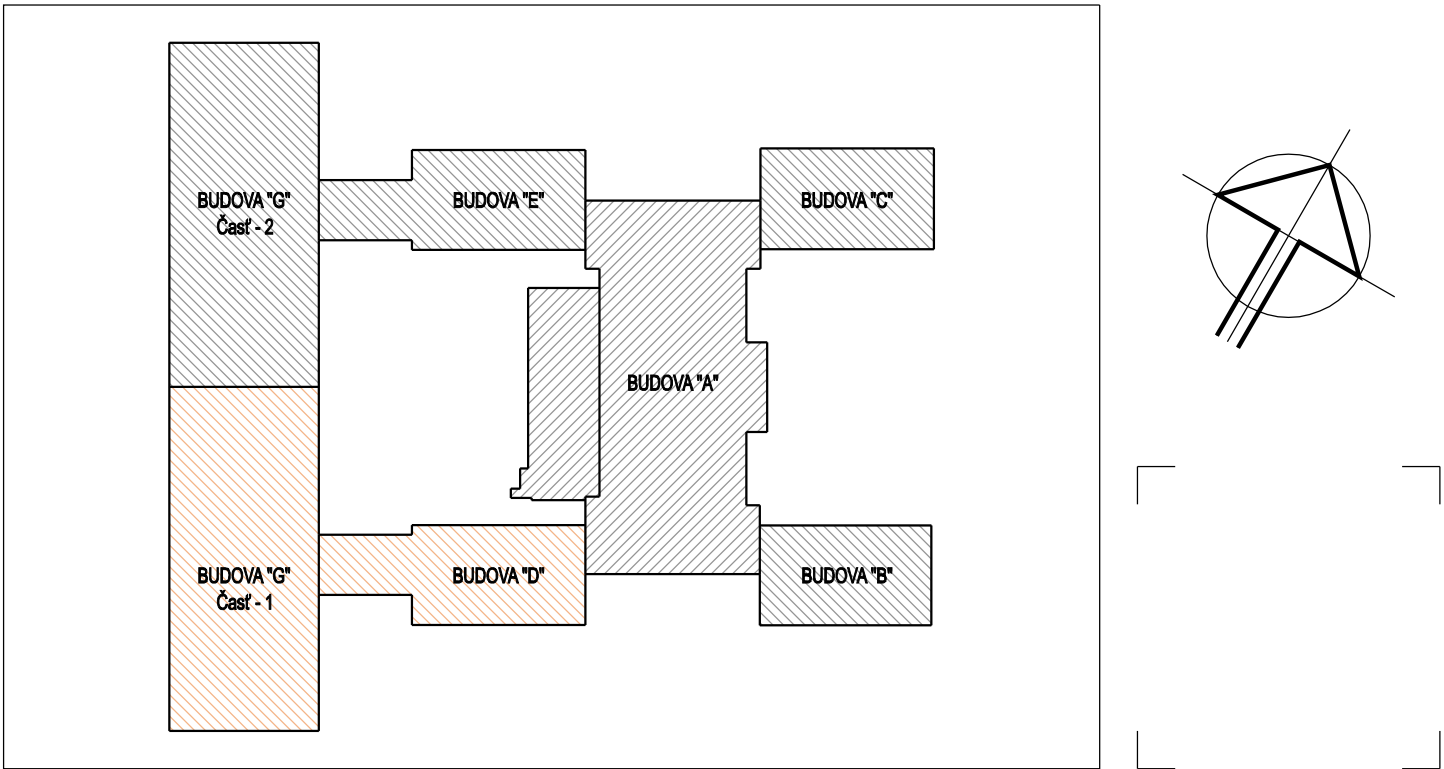 BUDOVA "G"
Časť - 2
BUDOVA "E"
BUDOVA "C"
BUDOVA "A"
BUDOVA "G"
Časť - 1
BUDOVA "D"
BUDOVA "B"